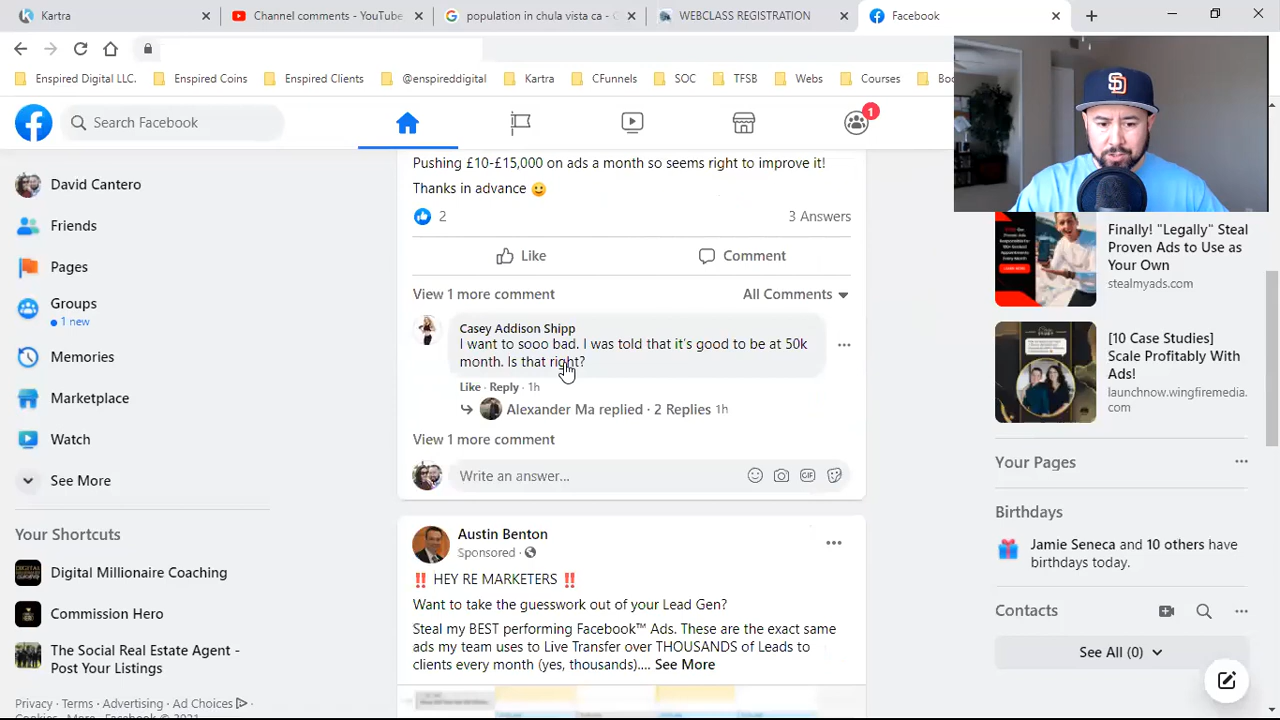 Kartra
Channel comments - YouTube
population in chula vista ca - G
WEBCLASS REGISTRATION
Facebook
Enspired Digital LLC.
Enspired Coins
Enspired Clients
@enspireddigital
Kartra
CFunnels
SOC
TFSB
Webs
Courses
Boo
Search Facebook
1
SD
David Cantero
Friends
Pages
Groups
1 new
Memories
Marketplace
Watch
See More
Your Shortcuts
Digital Millionaire Coaching
Commission Hero
The Social Real Estate Agent -
Post Your Listings
Privacy · Terms · Advertising · Ad Choices
Cookies · More · Facebook © 2021
Pushing £10-£15,000 on ads a month so seems right to improve it!
Thanks in advance
2
3 Answers
Like
View 1 more comment
All Comments
Casey Addison Shipp
I want to sooo bad. I was told that it's good to be at 50k
month. Is that right?
Like · Reply · 1h
Alexander Ma replied · 2 Replies 1h
View 1 more comment
Write an answer...
GIF
Austin Benton
Sponsored ·
‼️ HEY RE MARKETERS ‼️
Want to take the guesswork out of your Lead Gen?
Steal my BEST performing Facebook™ Ads. These are the exact same
ads my team uses to Live Transfer over THOUSANDS of Leads to
clients every month (yes, thousands).... See More
Finally! "Legally" Steal
Proven Ads to Use as
Your Own
stealmyads.com
[10 Case Studies]
Scale Profitably With
Ads!
launchnow.wingfiremedia.
com
Your Pages
Birthdays
Jamie Seneca and 10 others have
birthdays today.
Contacts
See All (0)